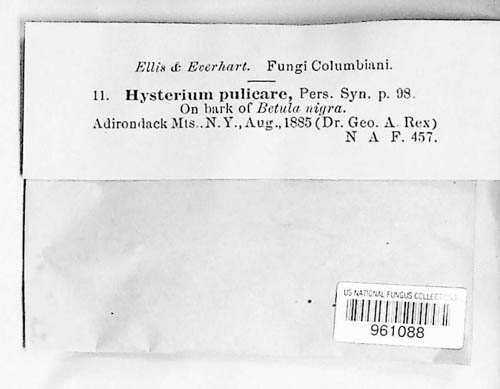 Ellis & Everhart. Fungi Columbiani.
11. Hysterium pulicare, Pers. Syn. p. 98.
On bark of Betula nigra.
Adirondack Mts., N. Y., Aug., 1885 (Dr. Geo. A. Rex)
N A F. 457.
US NATIONAL FUNGUS COLLECTIONS
961088